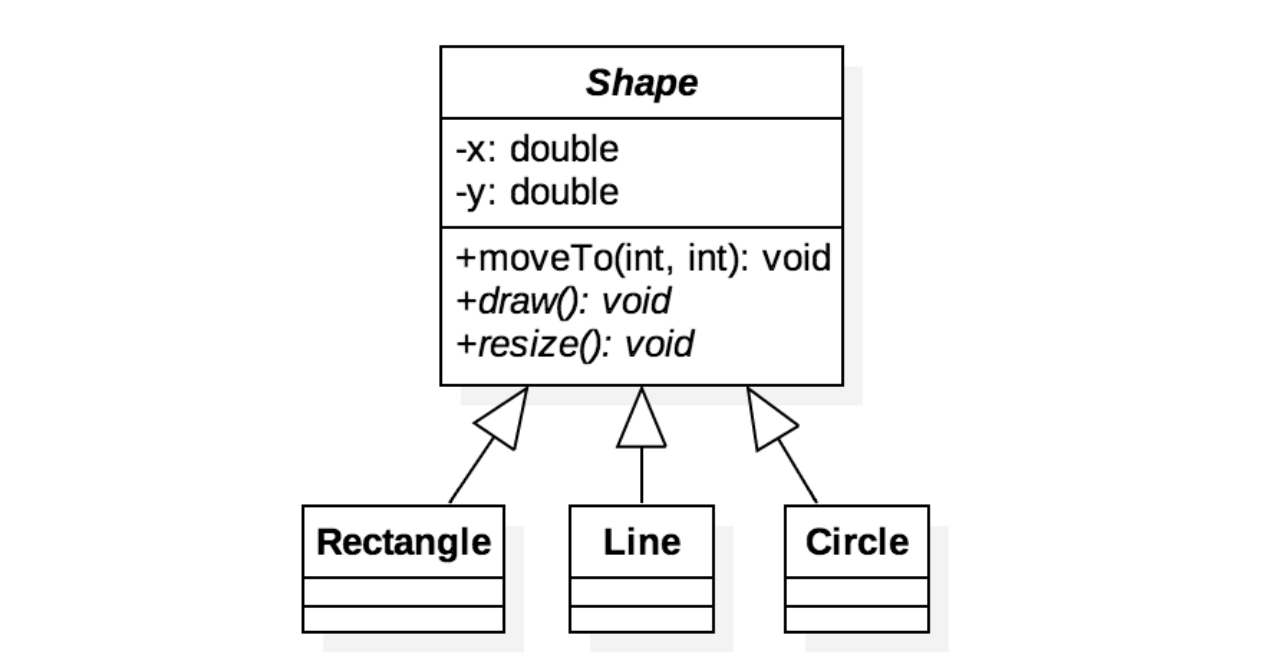 Shape
-x: double
-y: double
+moveTo(int, int): void
+draw(): void
+resize(): void
Rectangle
Line
Circle